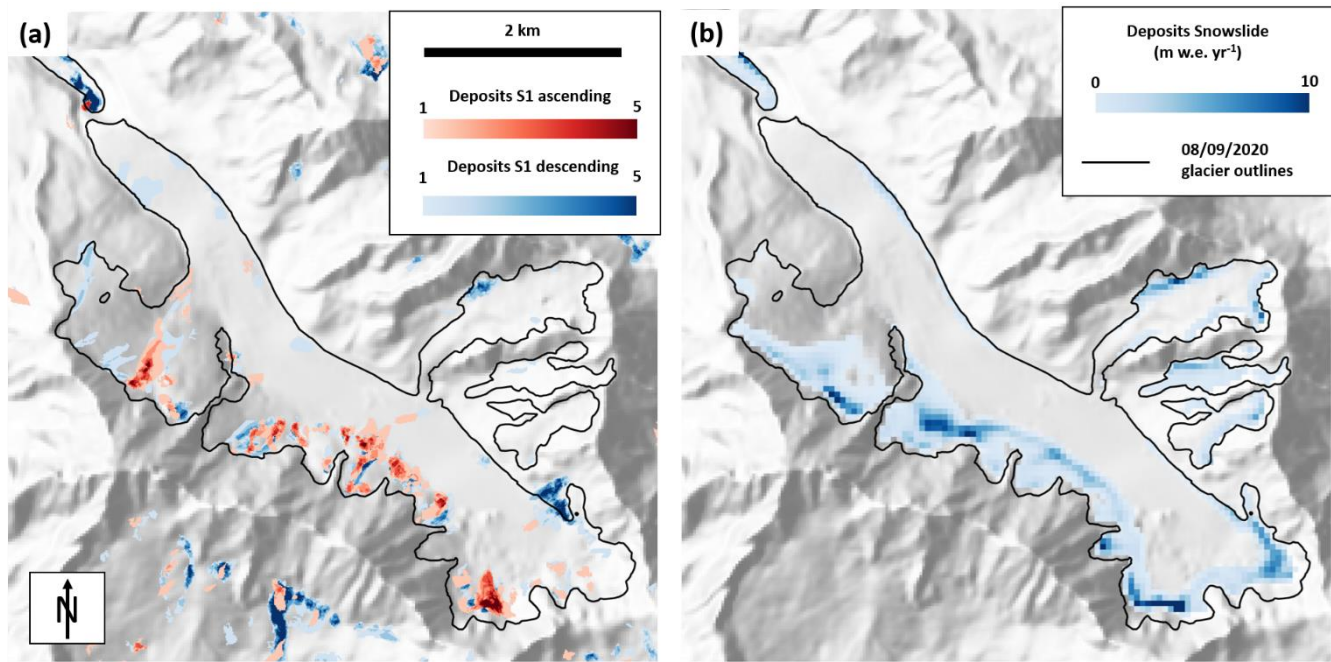 (a)
2 km
Deposits S1 ascending
1 5
Deposits S1 descending
1 5
N
(b)
Deposits Snowslide
(m w.e. yr-1)
0 10
08/09/2020
glacier outlines